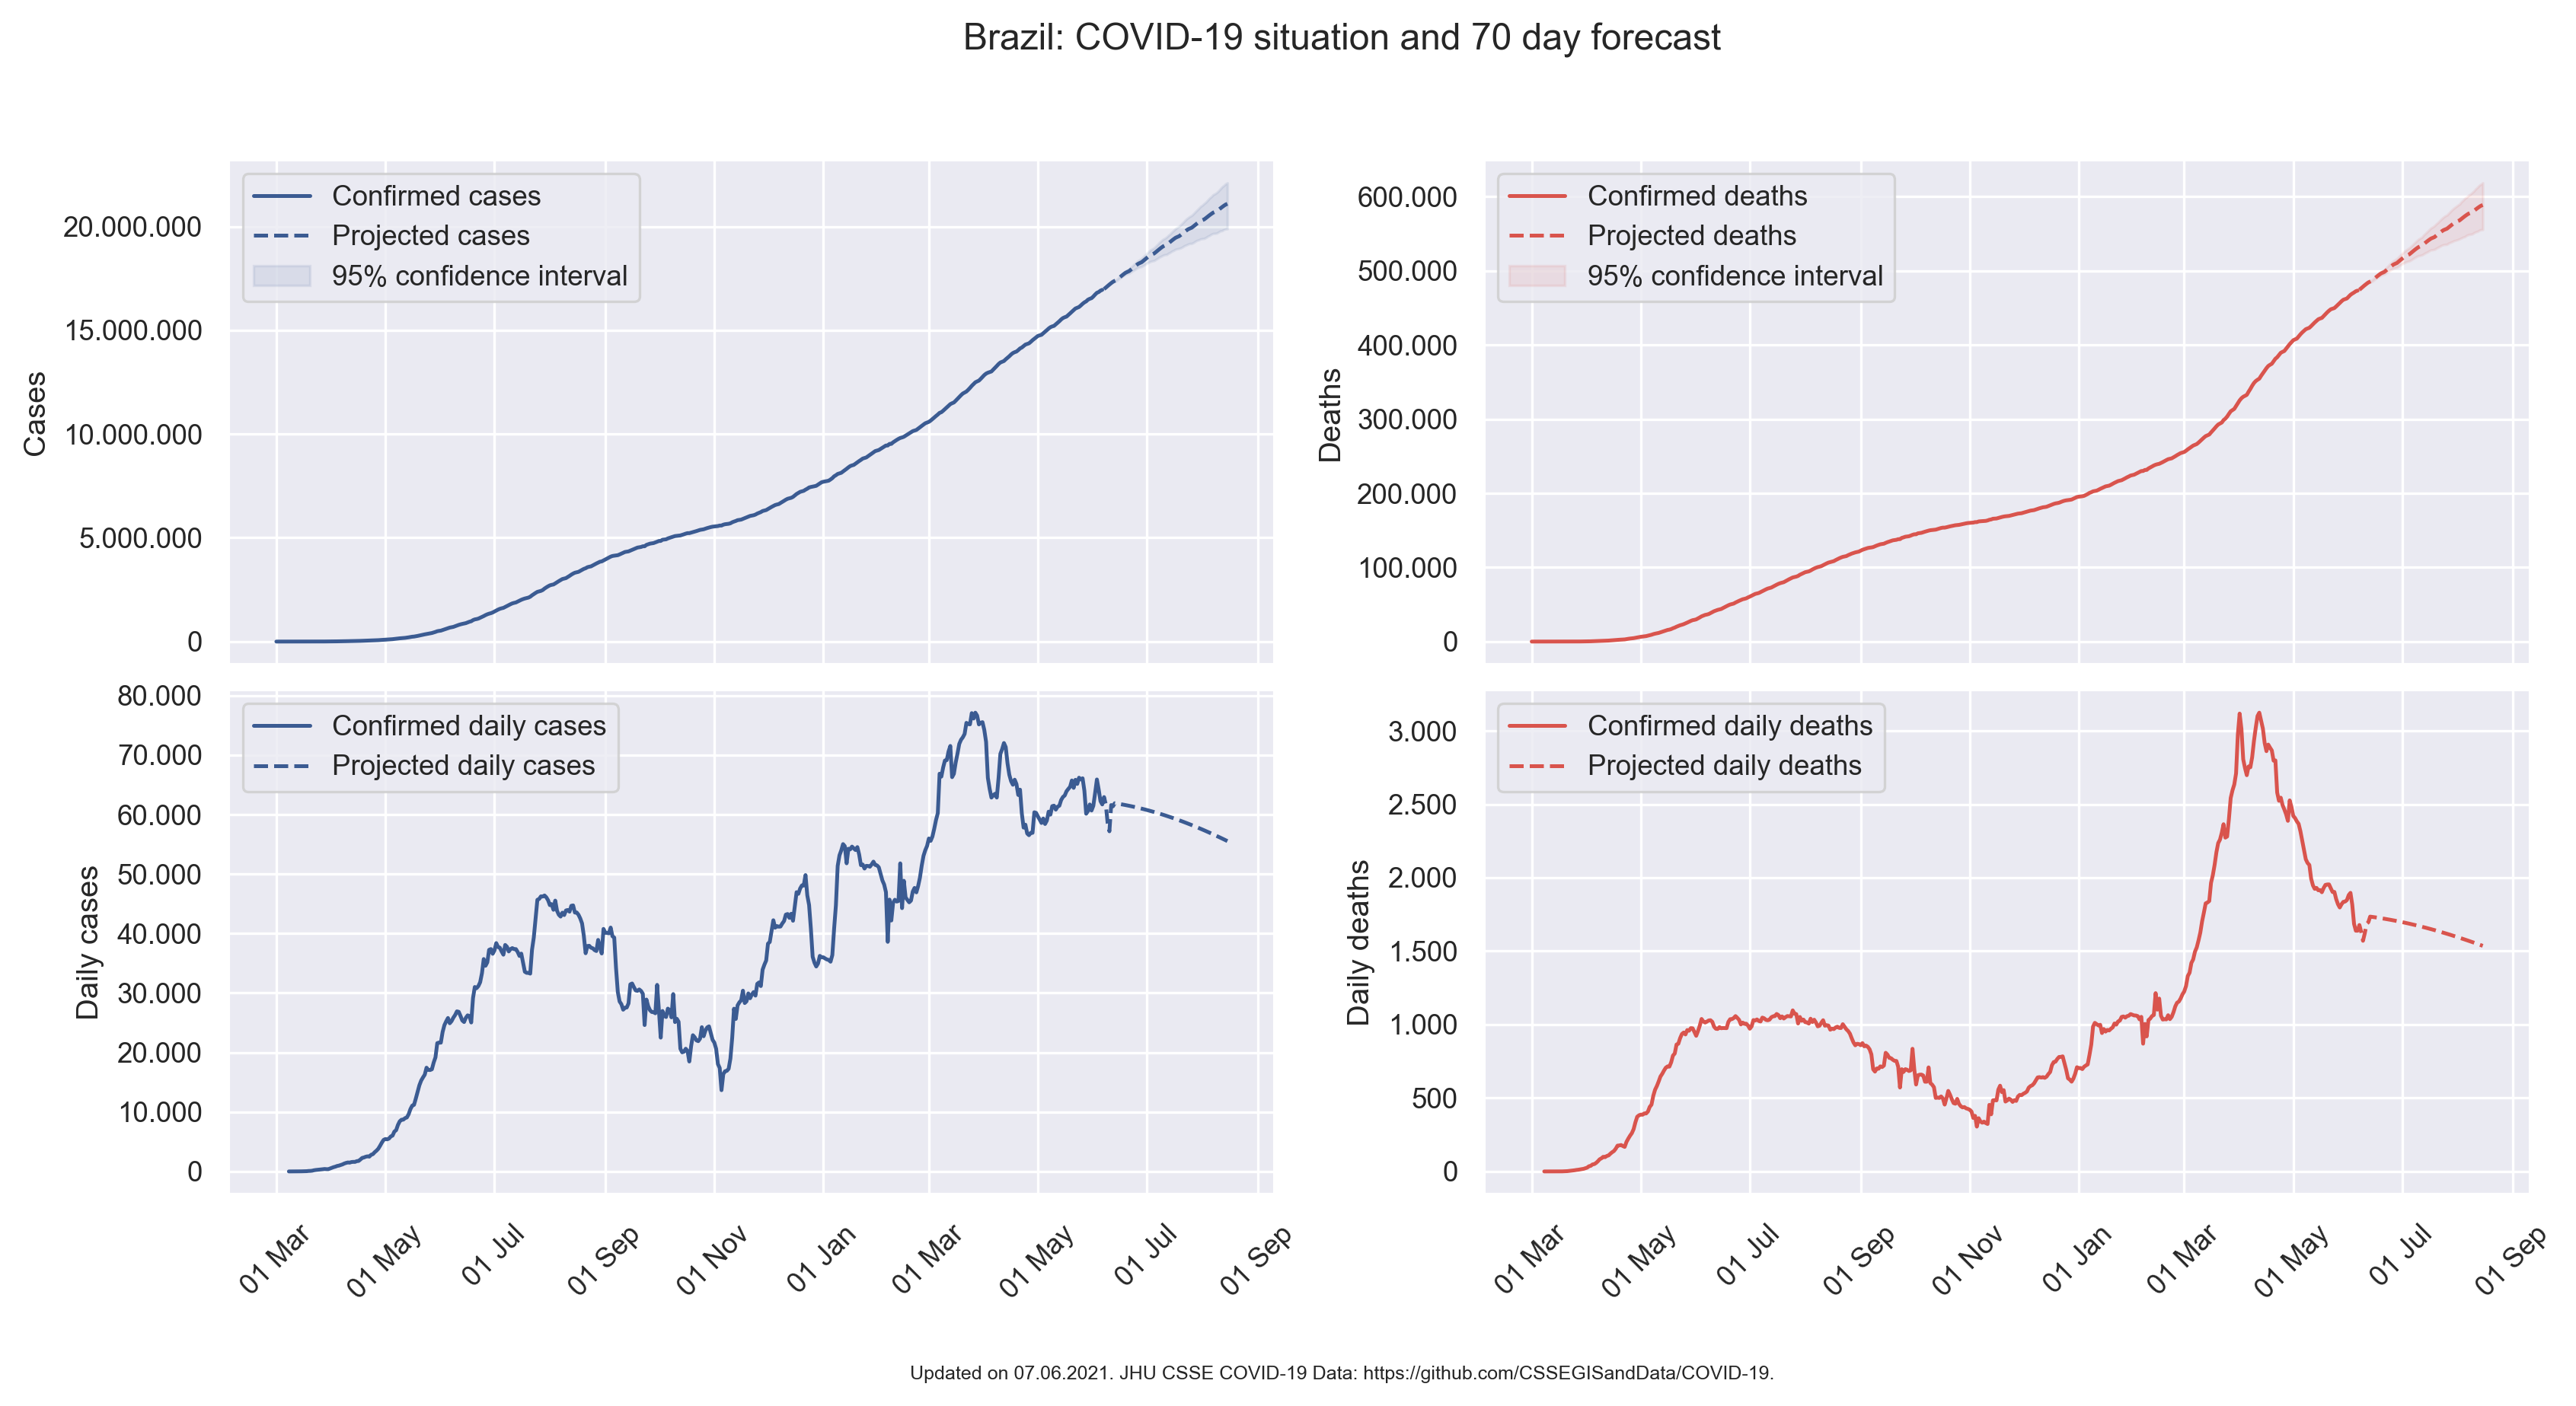 Brazil: COVID-19 situation and 70 day forecast
Confirmed cases
Projected cases
95% confidence interval
20.000.000
15.000.000
10.000.000
5.000.000
0
Cases
Confirmed deaths
Projected deaths
95% confidence interval
600.000
500.000
400.000
300.000
200.000
100.000
0
Deaths
Confirmed daily cases
Projected daily cases
80.000
70.000
60.000
50.000
40.000
30.000
20.000
10.000
0
Daily cases
01 Mar
01 May
01 Jul
01 Sep
01 Nov
01 Jan
01 Mar
01 May
01 Jul
01 Sep
Confirmed daily deaths
Projected daily deaths
3.000
2.500
2.000
1.500
1.000
500
0
Daily deaths
01 Mar
01 May
01 Jul
01 Sep
01 Nov
01 Jan
01 Mar
01 May
01 Jul
01 Sep
Updated on 07.06.2021. JHU CSSE COVID-19 Data: https://github.com/CSSEGISandData/COVID-19.